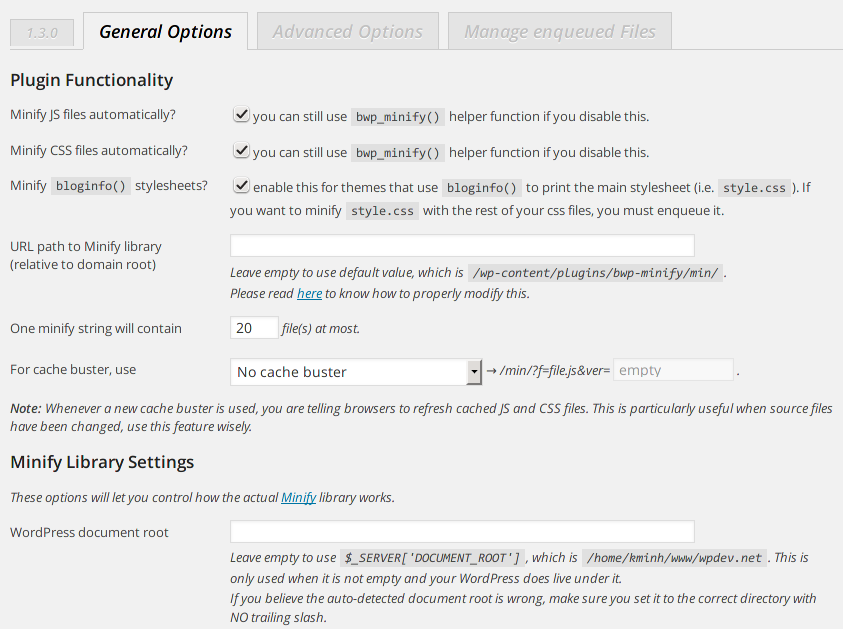 1.3.0 General Options Advanced Options Manage enqueued Files
Plugin Functionality
Minify JS files automatically? you can still use bwp_minify() helper function if you disable this.
Minify CSS files automatically? you can still use bwp_minify() helper function if you disable this.
Minify bloginfo() stylesheets? enable this for themes that use bloginfo() to print the main stylesheet (i.e. style.css ). If
you want to minify style.css with the rest of your css files, you must enqueue it.
URL path to Minify library
(relative to domain root)
Leave empty to use default value, which is /wp-content/plugins/bwp-minify/min/ .
Please read here to know how to properly modify this.
One minify string will contain 20 file(s) at most.
For cache buster, use No cache buster → /min/?f=file.js&ver= empty .
Note: Whenever a new cache buster is used, you are telling browsers to refresh cached JS and CSS files. This is particularly useful when source files
have been changed, use this feature wisely.
Minify Library Settings
These options will let you control how the actual Minify library works.
WordPress document root
Leave empty to use $_SERVER['DOCUMENT_ROOT'] , which is /home/kminh/www/wpdev.net . This is
only used when it is not empty and your WordPress does live under it.
If you believe the auto-detected document root is wrong, make sure you set it to the correct directory with
NO trailing slash.